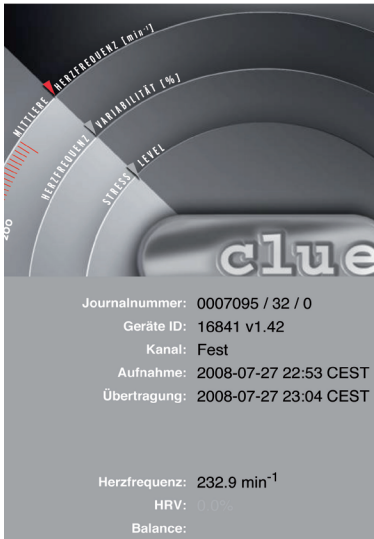 MITTLERE HERZFREQUENZ [min⁻¹]
HERZFREQUENZ VARIABILITÄT [%]
STRESS LEVEL
200
clue
Journalnummer: 0007095 / 32 / 0
Geräte ID: 16841 v1.42
Kanal: Fest
Aufnahme: 2008-07-27 22:53 CEST
Übertragung: 2008-07-27 23:04 CEST
Herzfrequenz: 232.9 min⁻¹
HRV: 0.0%
Balance: